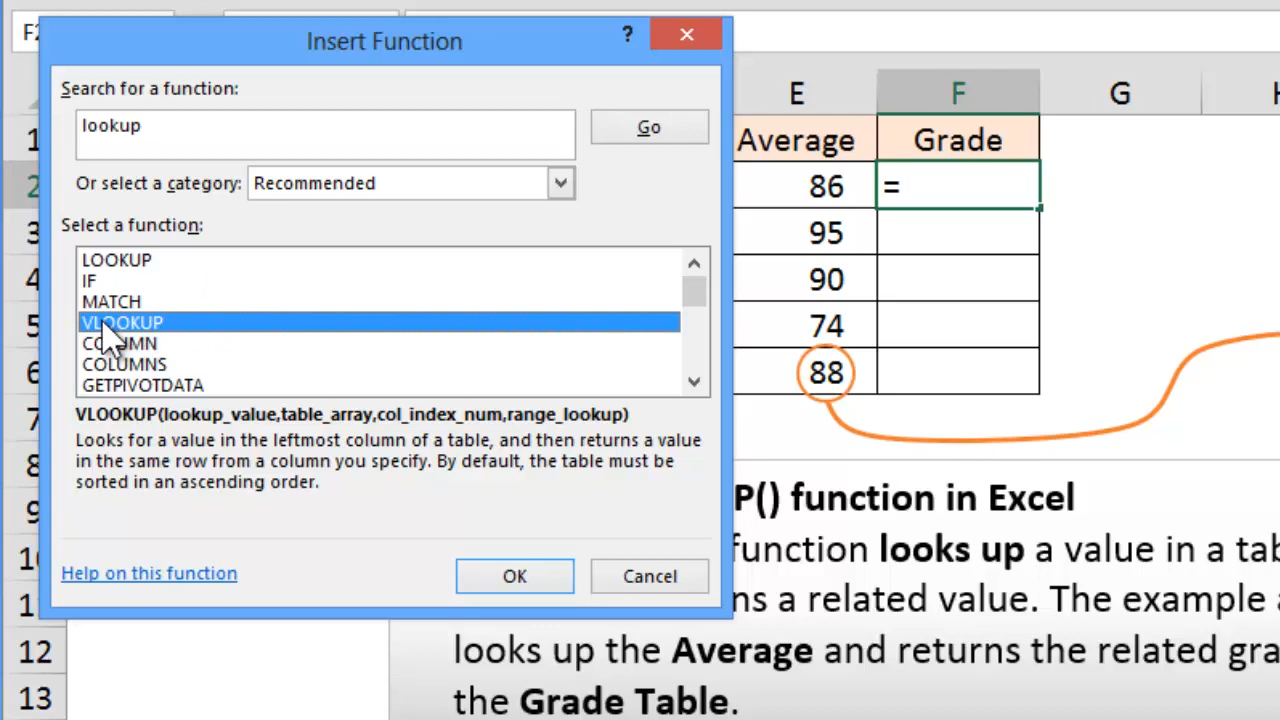 F2
Insert Function
?
Search for a function:
lookup
Go
Or select a category: Recommended
Select a function:
LOOKUP
IF
MATCH
VLOOKUP
COLUMN
COLUMNS
GETPIVOTDATA
VLOOKUP(lookup_value,table_array,col_index_num,range_lookup)
Looks for a value in the leftmost column of a table, and then returns a value
in the same row from a column you specify. By default, the table must be
sorted in an ascending order.
Help on this function
OK
Cancel
E F G H
1 Average Grade
2 86 =
3 95
4 90
5 74
6 88
7
8
9 P() function in Excel
10 function looks up a value in a
11 a related value. The example
12 looks up the Average and returns the related
13 the Grade Table.